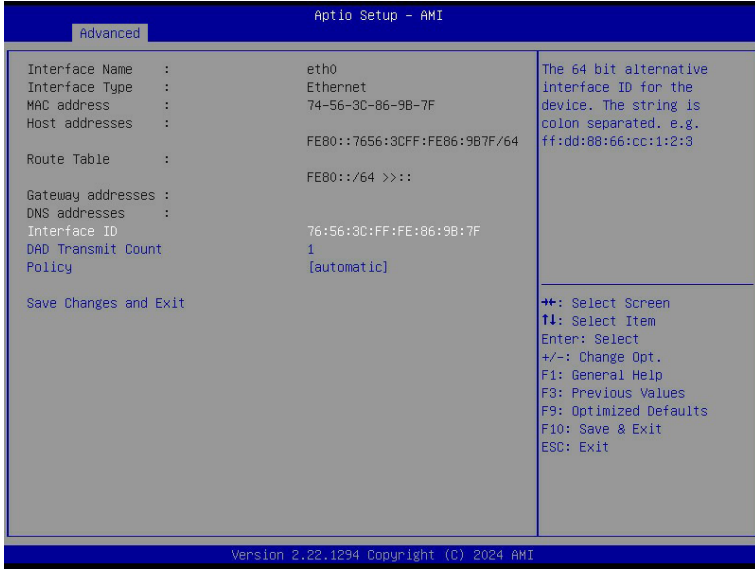 Aptio Setup – AMI
Advanced
Interface Name : eth0
Interface Type : Ethernet
MAC address : 74-56-3C-86-9B-7F
Host addresses :
FE80::7656:3CFF:FE86:9B7F/64
Route Table :
FE80::/64 >>::
Gateway addresses :
DNS addresses :
Interface ID 76:56:3C:FF:FE:86:9B:7F
DAD Transmit Count 1
Policy [automatic]
Save Changes and Exit
The 64 bit alternative
interface ID for the
device. The string is
colon separated. e.g.
ff:dd:88:66:cc:1:2:3
→←: Select Screen
↑↓: Select Item
Enter: Select
+/-: Change Opt.
F1: General Help
F3: Previous Values
F9: Optimized Defaults
F10: Save & Exit
ESC: Exit
Version 2.22.1294 Copyright (C) 2024 AMI